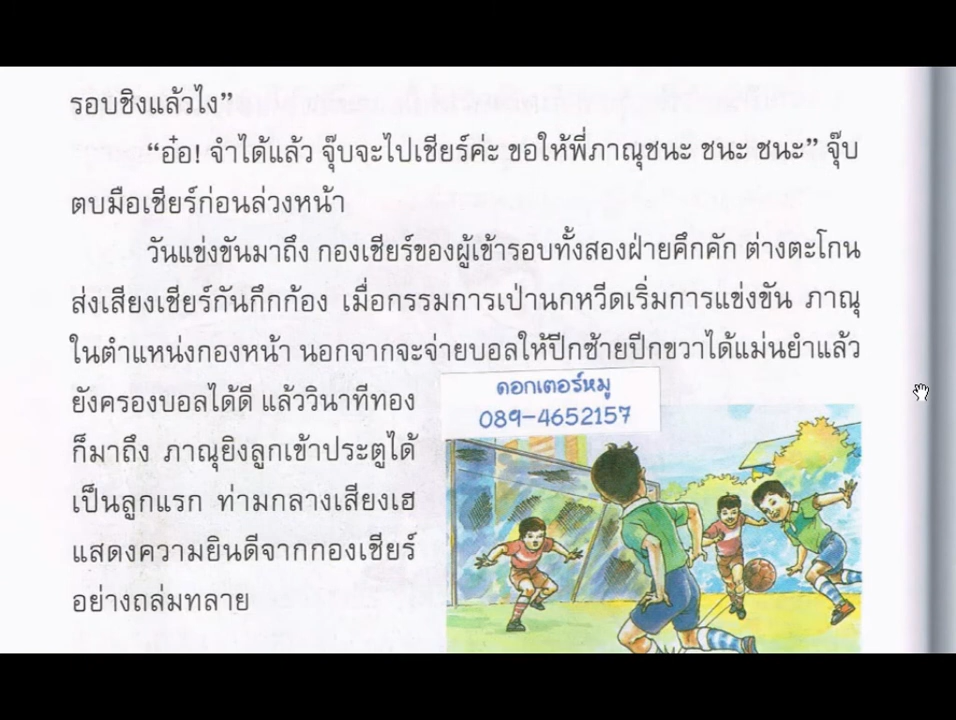 รอบชิงแล้วไง”
“อ๋อ! จำได้แล้ว จุ๊บจะไปเชียร์ค่ะ ขอให้พี่ภาณุชนะ ชนะ ชนะ” จุ๊บ
ตบมือเชียร์ก่อนล่วงหน้า
วันแข่งขันมาถึง กองเชียร์ของผู้เข้ารอบทั้งสองฝ่ายคึกคัก ต่างตะโกน
ส่งเสียงเชียร์กันกึกก้อง เมื่อกรรมการเป่านกหวีดเริ่มการแข่งขัน ภาณุ
ในตำแหน่งกองหน้า นอกจากจะจ่ายบอลให้ปีกซ้ายปีกขวาได้แม่นยำแล้ว
ยังครองบอลได้ดี แล้ววินาทีทอง
ก็มาถึง ภาณุยิงลูกเข้าประตูได้
เป็นลูกแรก ท่ามกลางเสียงเฮ
แสดงความยินดีจากกองเชียร์
อย่างถล่มทลาย
ดอกเตอร์หมู
089-4652157